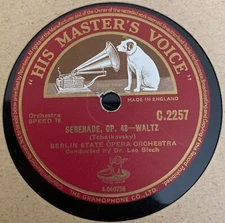 "HIS MASTER'S VOICE"
MADE IN ENGLAND
Orchestra
SPEED 78
C.2257
SERENADE, OP. 48—WALTZ
(Tchaikovsky)
BERLIN STATE OPERA ORCHESTRA
Conducted by Dr. Leo Blech
THE GRAMOPHONE CO., LTD.